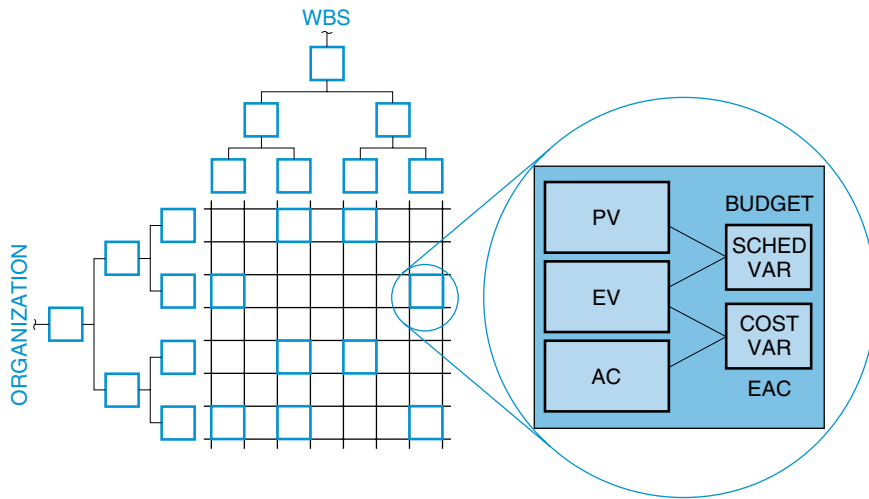 WBS
ORGANIZATION
PV
EV
AC
BUDGET
SCHED
VAR
COST
VAR
EAC